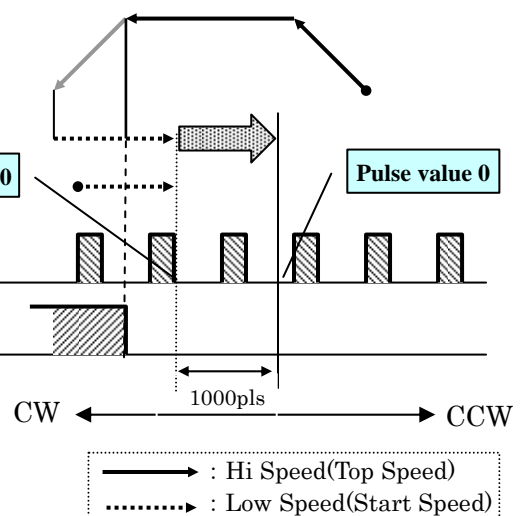 0
Pulse value 0
1000pls
CW CCW
: Hi Speed(Top Speed)
: Low Speed(Start Speed)